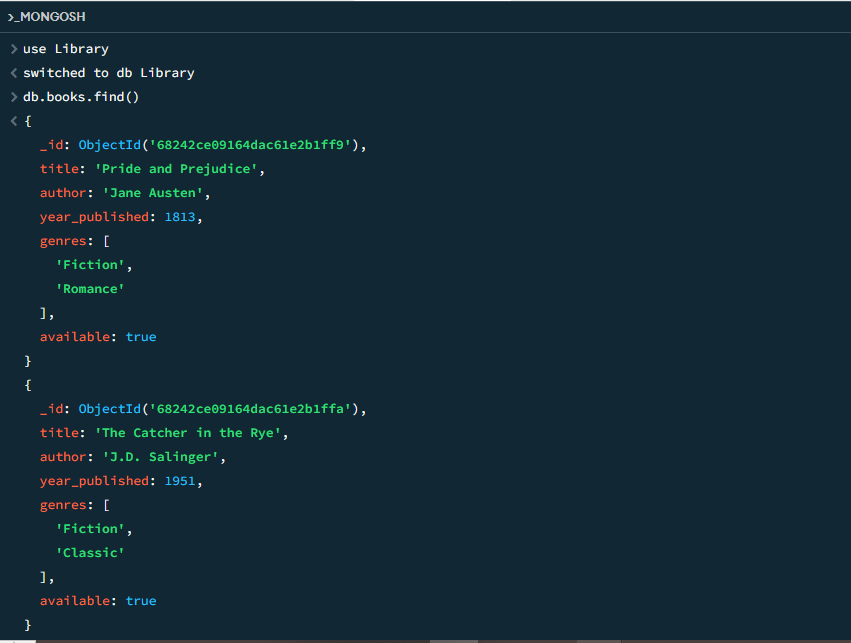 >_MONGOSH
> use Library
< switched to db Library
> db.books.find()
< {
    _id: ObjectId('68242ce09164dac61e2b1ff9'),
    title: 'Pride and Prejudice',
    author: 'Jane Austen',
    year_published: 1813,
    genres: [
      'Fiction',
      'Romance'
    ],
    available: true
  }
  {
    _id: ObjectId('68242ce09164dac61e2b1ffa'),
    title: 'The Catcher in the Rye',
    author: 'J.D. Salinger',
    year_published: 1951,
    genres: [
      'Fiction',
      'Classic'
    ],
    available: true
  }